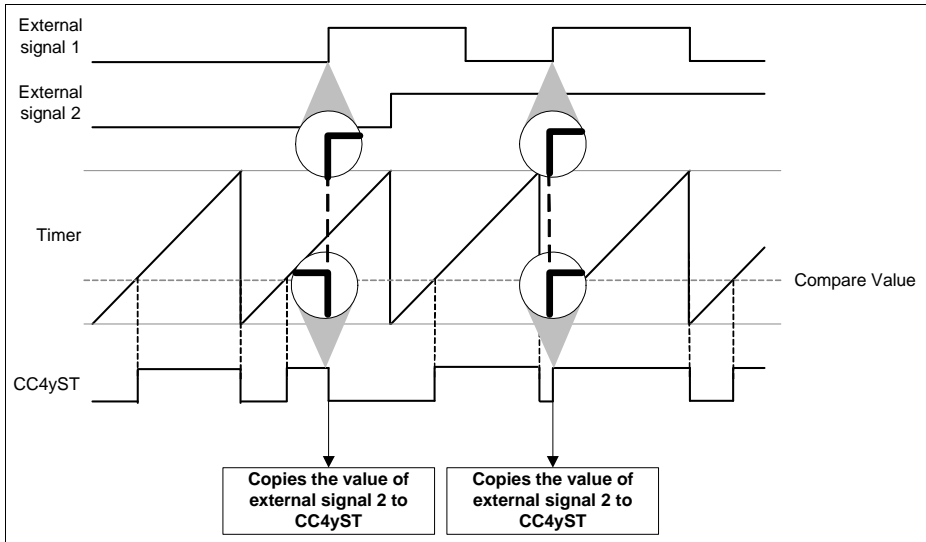 External
signal 1
External
signal 2
Timer
Compare Value
CC4yST
Copies the value of
external signal 2 to
CC4yST
Copies the value of
external signal 2 to
CC4yST